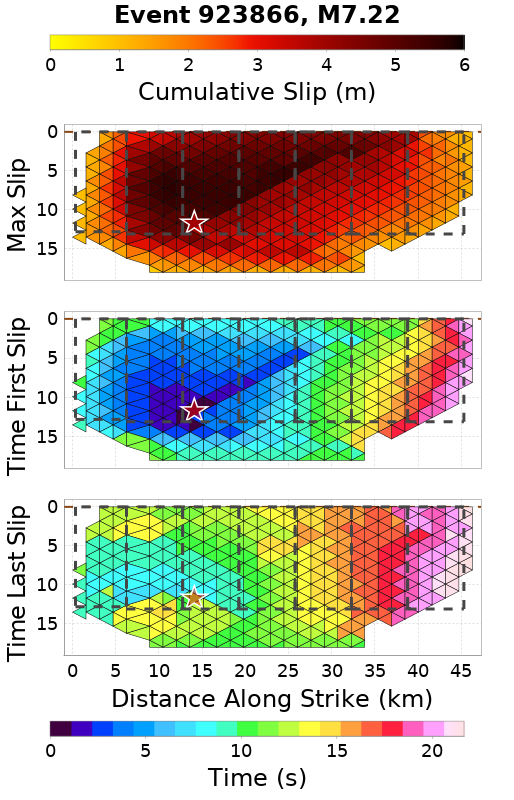 Event 923866, M7.22
0 1 2 3 4 5 6
Cumulative Slip (m)
Max Slip
0
5
10
15
Time First Slip
0
5
10
15
Time Last Slip
0
5
10
15
0 5 10 15 20 25 30 35 40 45
Distance Along Strike (km)
0 5 10 15 20
Time (s)